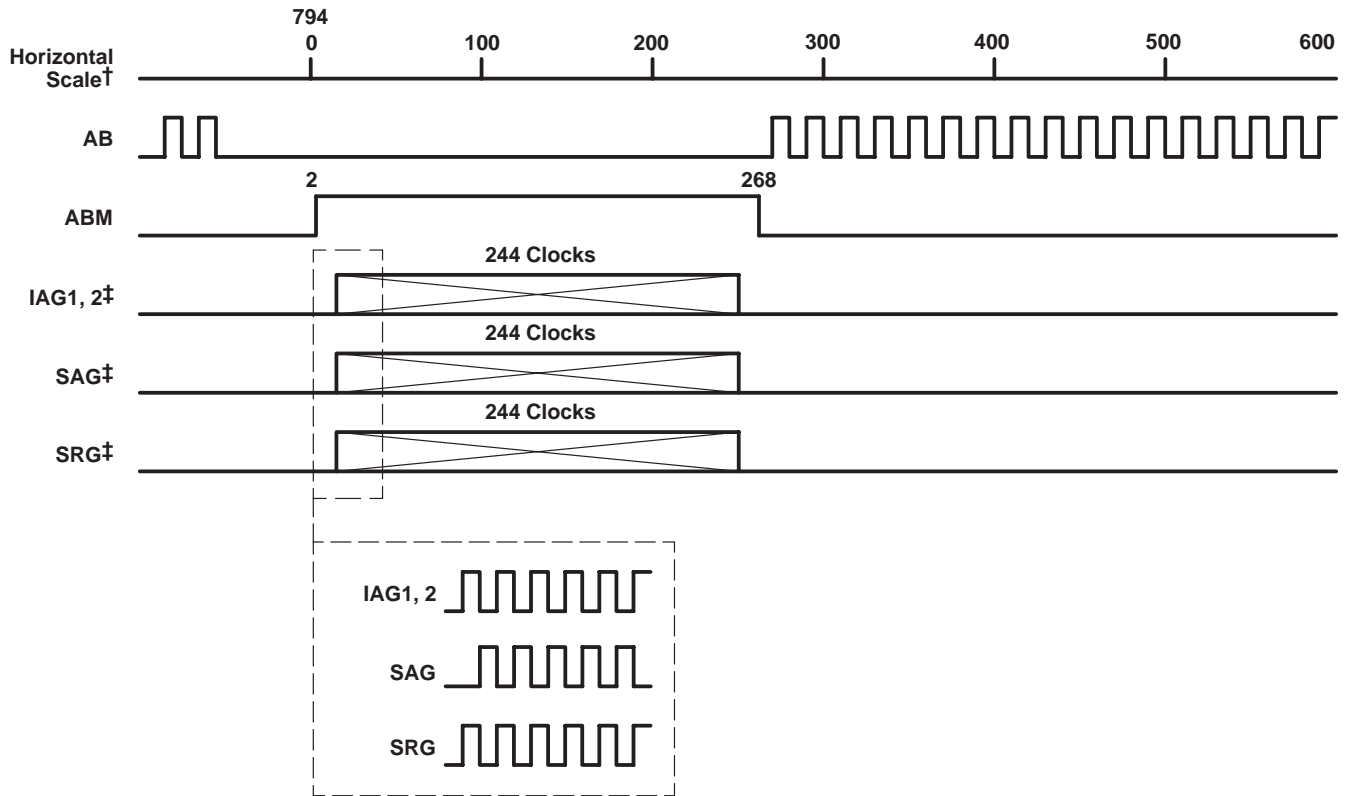 794
0 100 200 300 400 500 600
Horizontal
Scale†
AB
2 268
ABM
244 Clocks
IAG1, 2‡
244 Clocks
SAG‡
244 Clocks
SRG‡
IAG1, 2
SAG
SRG